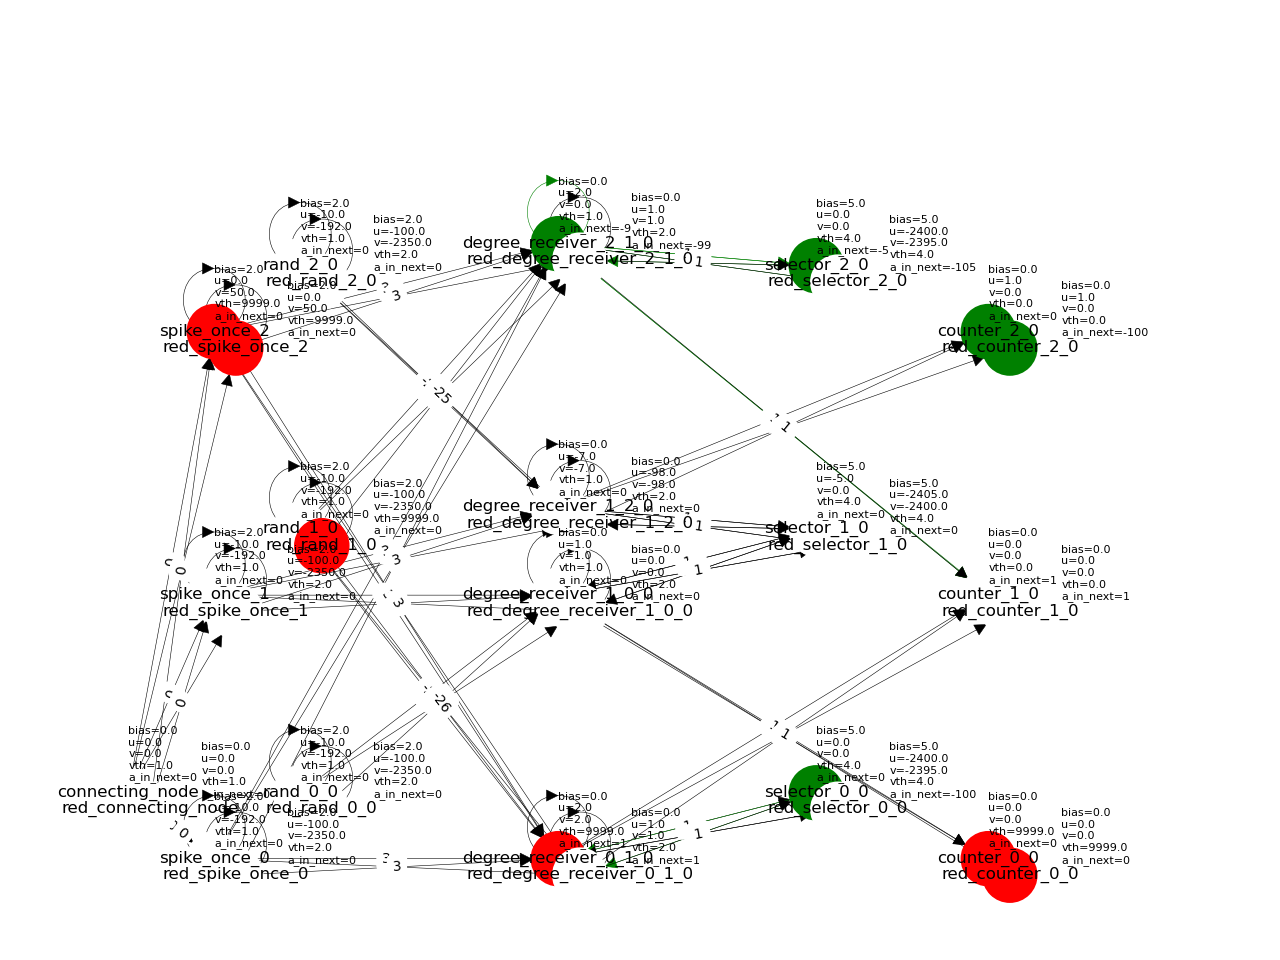 bias=0.0
u=2.0
v=0.0
vth=1.0
a_in_next=-9
bias=0.0
u=1.0
v=1.0
vth=2.0
a_in_next=-99
degree_receiver_2_1_0
red_degree_receiver_2_1_0
bias=2.0
u=-10.0
v=-192.0
vth=1.0
a_in_next=0
bias=2.0
u=-100.0
v=-2350.0
vth=2.0
a_in_next=0
rand_2_0
red_rand_2_0
bias=5.0
u=0.0
v=0.0
vth=4.0
a_in_next=-5
bias=5.0
u=-2400.0
v=-2395.0
vth=4.0
a_in_next=-105
selector_2_0
red_selector_2_0
bias=2.0
u=0.0
v=50.0
vth=9999.0
a_in_next=0
bias=2.0
u=0.0
v=50.0
vth=9999.0
a_in_next=0
spike_once_2
red_spike_once_2
bias=0.0
u=1.0
v=0.0
vth=0.0
a_in_next=0
bias=0.0
u=1.0
v=0.0
vth=0.0
a_in_next=-100
counter_2_0
red_counter_2_0
3
1
-25
1
bias=0.0
u=-7.0
v=-7.0
vth=1.0
a_in_next=0
bias=0.0
u=-98.0
v=-98.0
vth=2.0
a_in_next=0
degree_receiver_1_2_0
red_degree_receiver_1_2_0
bias=2.0
u=-10.0
v=-192.0
vth=1.0
a_in_next=0
bias=2.0
u=-100.0
v=-2350.0
vth=9999.0
a_in_next=0
rand_1_0
red_rand_1_0
bias=5.0
u=-5.0
v=0.0
vth=4.0
a_in_next=0
bias=5.0
u=-2405.0
v=-2400.0
vth=4.0
a_in_next=0
selector_1_0
red_selector_1_0
bias=2.0
u=-10.0
v=-192.0
vth=1.0
a_in_next=0
bias=2.0
u=-100.0
v=-2350.0
vth=2.0
a_in_next=0
spike_once_1
red_spike_once_1
bias=0.0
u=1.0
v=1.0
vth=1.0
a_in_next=0
bias=0.0
u=0.0
v=0.0
vth=2.0
a_in_next=0
degree_receiver_1_0_0
red_degree_receiver_1_0_0
bias=0.0
u=0.0
v=0.0
vth=0.0
a_in_next=1
bias=0.0
u=0.0
v=0.0
vth=0.0
a_in_next=1
counter_1_0
red_counter_1_0
3
1
0
1
3
0
-26
1
bias=0.0
u=0.0
v=0.0
vth=1.0
a_in_next=0
bias=0.0
u=0.0
v=0.0
vth=1.0
connecting_node
red_connecting_node
bias=2.0
u=-10.0
v=-192.0
vth=1.0
a_in_next=0
bias=2.0
u=-100.0
v=-2350.0
vth=2.0
a_in_next=0
rand_0_0
red_rand_0_0
bias=5.0
u=0.0
v=0.0
vth=4.0
a_in_next=0
bias=5.0
u=-2400.0
v=-2395.0
vth=4.0
a_in_next=-100
selector_0_0
red_selector_0_0
vth=1.0
a_in_next=0
bias=2.0
u=-100.0
v=-2350.0
vth=2.0
a_in_next=0
spike_once_0
red_spike_once_0
bias=0.0
u=2.0
v=2.0
vth=9999.0
a_in_next=1
bias=0.0
u=1.0
v=1.0
vth=2.0
a_in_next=1
degree_receiver_0_1_0
red_degree_receiver_0_1_0
bias=0.0
u=0.0
v=0.0
vth=9999.0
a_in_next=0
bias=0.0
u=0.0
v=0.0
vth=9999.0
a_in_next=0
counter_0_0
red_counter_0_0
0
3
1